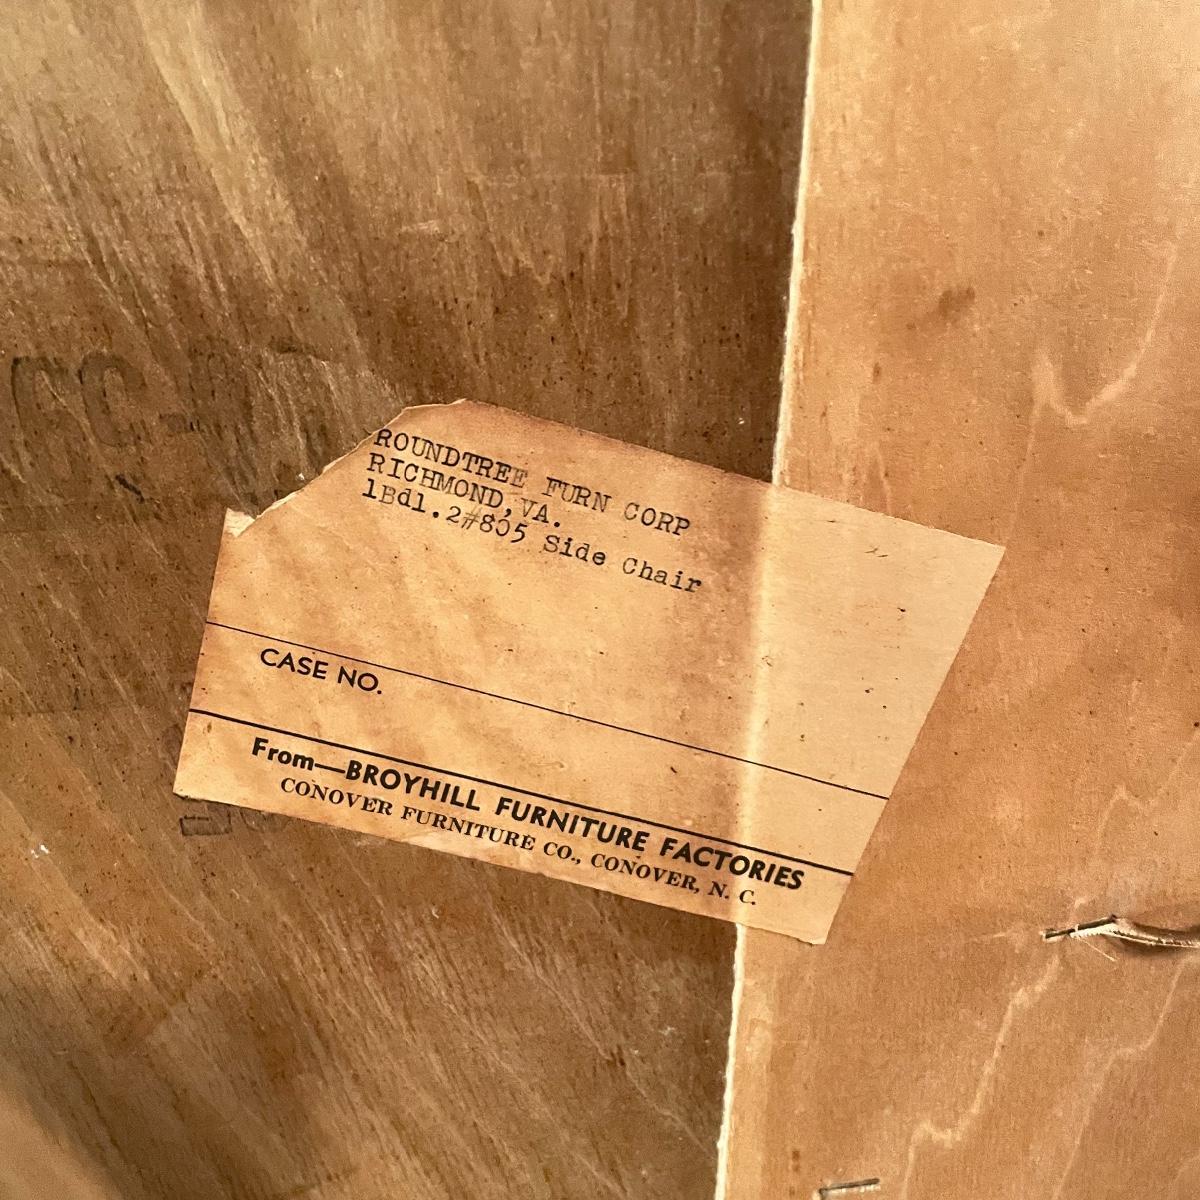 ROUNDTREE FURN CORP
RICHMOND,VA.
1Bdl.2#805 Side Chair
CASE NO.
From—BROYHILL FURNITURE FACTORIES
CONOVER FURNITURE CO., CONOVER, N. C.